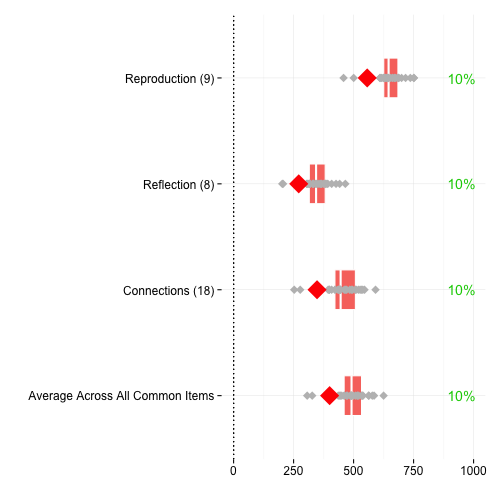 Reproduction (9)
10%
Reflection (8)
10%
Connections (18)
10%
Average Across All Common Items
10%
0 250 500 750 1000